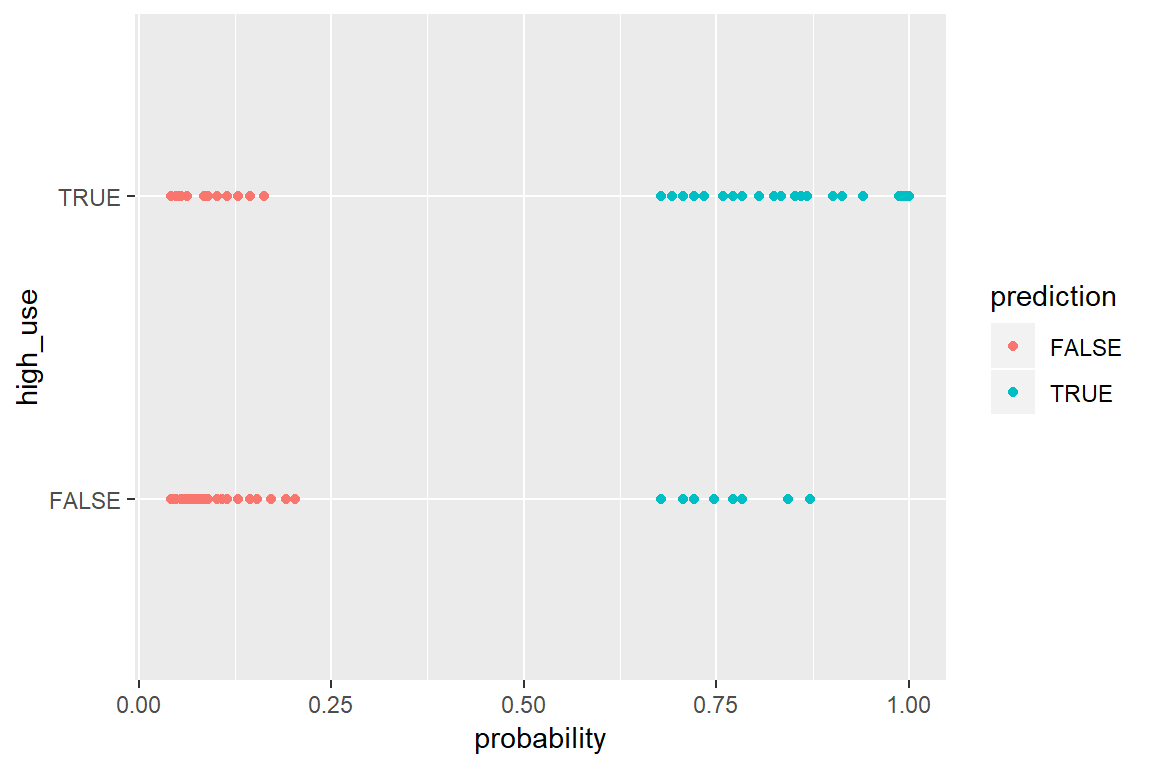 TRUE
FALSE
high_use
0.00 0.25 0.50 0.75 1.00
probability
prediction
FALSE
TRUE